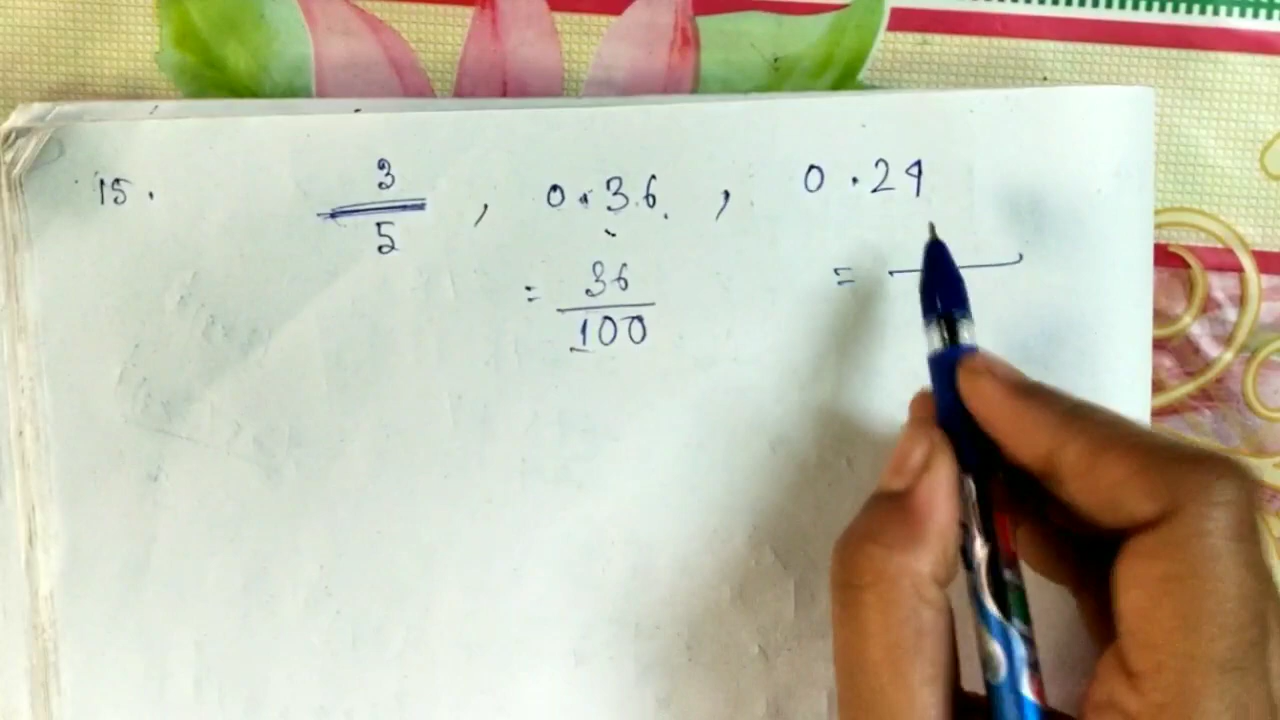 15. 3/5 , 0.36 , 0.24
= 36/100 =